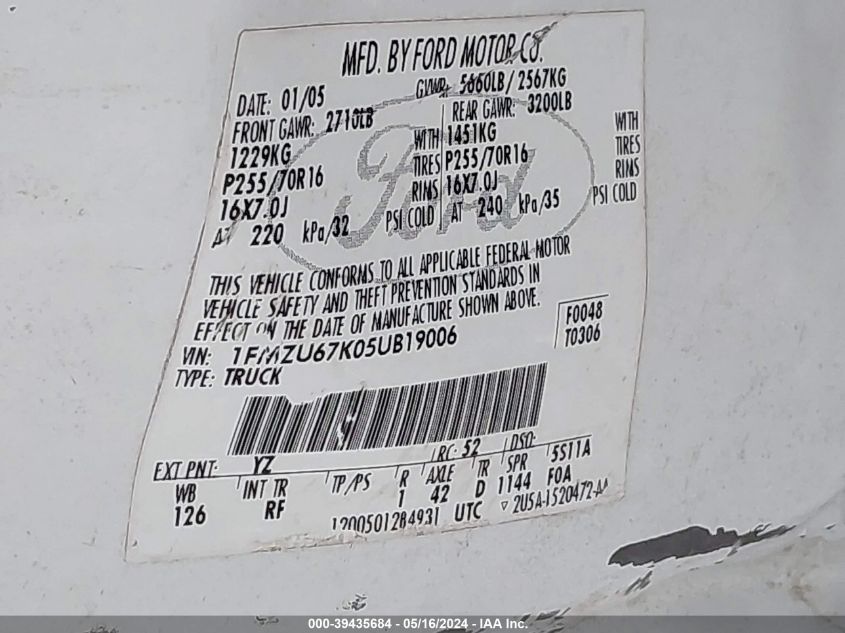 MFD. BY FORD MOTOR CO.
DATE: 01/05 GVWR: 5660LB/ 2567KG
FRONT GAWR: 2710LB REAR GAWR: 3200LB
1229KG WITH 1451KG WITH
P255/70R16 TIRES P255/70R16 TIRES
16X7.0J RIMS 16X7.0J RIMS
AT 220 kPa/32 PSI COLD AT 240 kPa/35 PSI COLD
Ford
THIS VEHICLE CONFORMS TO ALL APPLICABLE FEDERAL MOTOR
VEHICLE SAFETY AND THEFT PREVENTION STANDARDS IN
EFFECT ON THE DATE OF MANUFACTURE SHOWN ABOVE.
VIN: 1FMZU67K05UB19006 F0048
TYPE: TRUCK T0306
EXT PNT: YZ RC: 52 DSO:
WB INT TR TP/PS R AXLE TR SPR 5S11A
126 RF 1 42 D 1144 F0A
1200501284931 UTC ▽ 2U5A-1520472-AA
000-39435684 - 05/16/2024 - IAA Inc.